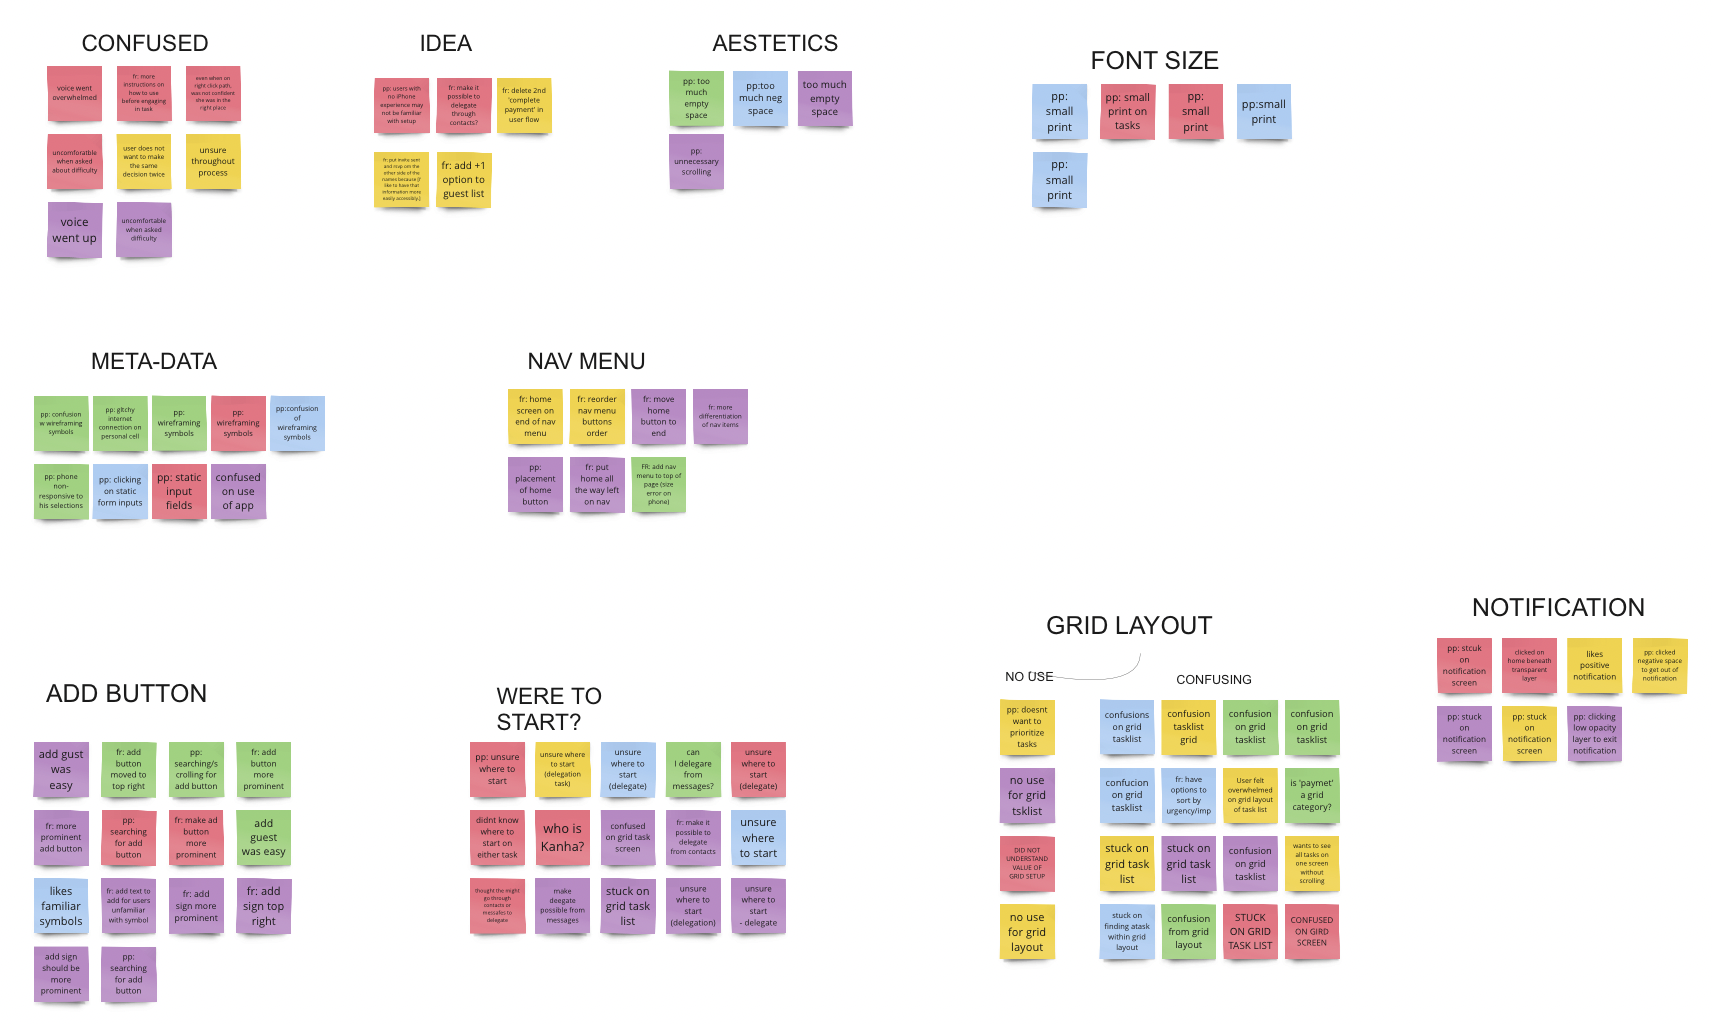 CONFUSED
voice went
overwhelmed
fr: more
instructions on
how to use
before engaging
in task
even when on
right click path,
was not confident
she was in the
right place
uncomforatble
when asked
about difficulty
user does not
want to make
the same
decision twice
unsure
throughout
process
voice
went up
uncomfortable
when asked
difficulty
IDEA
pp: users with
no iPhone
experience may
not be familiar
with setup
fr: make it
possible to
delegate
through
contacts?
fr: delete 2nd
'complete
payment' in
user flow
fr: put invite sent
and rsvp om the
other side of the
names because [I'
like to have that
information more
easily accessibly.]
fr: add +1
option to
guest list
AESTETICS
pp: too
much
empty
space
pp:too
much neg
space
too much
empty
space
pp:
unnecessary
scrolling
FONT SIZE
pp:
small
print
pp: small
print on
tasks
pp:
small
print
pp:small
print
pp:
small
print
META-DATA
pp: confusion
w wireframing
symbols
pp: gltchy
internet
connection on
personal cell
pp:
wireframing
symbols
pp:
wireframing
symbols
pp:confusion
of
wireframing
symbols
pp: phone
non-
responsive to
his selections
pp: clicking
on static
form inputs
pp: static
input
fields
confused
on use
of app
NAV MENU
fr: home
screen on
end of nav
menu
fr: reorder
nav menu
buttons
order
fr: move
home
button to
end
fr: more
differentiation
of nav items
pp:
placement
of home
button
fr: put
home all
the way left
on nav
FR: add nav
menu to top of
page (size
error on
phone)
ADD BUTTON
add gust
was
easy
fr: add
button
moved to
top right
pp:
searching/s
crolling for
add button
fr: add
button
more
prominent
fr: more
prominent
add button
pp:
searching
for add
button
fr: make ad
button
more
prominent
add
guest
was easy
likes
familiar
symbols
fr: add text to
add for users
unfamiliar
with symbol
fr: add
sign more
prominent
fr: add
sign top
right
add sign
should be
more
prominent
pp:
searching
for add
button
WERE TO
START?
pp: unsure
where to
start
unsure where
to start
(delegation
task)
unsure
where to
start
(delegate)
can
I delegare
from
messages?
unsure
where to
start
(delegate)
didnt know
where to
start on
either task
who is
Kanha?
confused
on grid task
screen
fr: make it
possible to
delegate
from contacts
unsure
where
to start
thought the might
go through
contacts or
messafes to
delegate
make
deegate
possible from
messages
stuck on
grid task
list
unsure
where to
start
(delegation)
unsure
where to
start
- delegate
GRID LAYOUT
NO USE
pp: doesnt
want to
prioritize
tasks
no use
for grid
tsklist
DID NOT
UNDERSTAND
VALUE OF
GRID SETUP
no use
for grid
layout
CONFUSING
confusions
on grid
tasklist
confusion
tasklist
grid
confusion
on grid
tasklist
confusion
on grid
tasklist
confucion
on grid
tasklist
fr: have
options to
sort by
urgency/imp
User felt
overwhelmed
on grid layout
of task list
is 'paymet'
a grid
category?
stuck on
grid task
list
stuck on
grid task
list
confusion
on grid
tasklist
wants to see
all tasks on
one screen
without
scrolling
stuck on
finding atask
within grid
layout
confusion
from grid
layout
STUCK
ON GRID
TASK LIST
CONFUSED
ON GIRD
SCREEN
NOTIFICATION
pp: stcuk
on
notification
screen
clicked on
home beneath
transparent
layer
likes
positive
notification
pp: clicked
negative space
to get out of
notification
pp: stuck
on
notification
screen
pp: stuck
on
notification
screen
pp: clicking
low opacity
layer to exit
notification